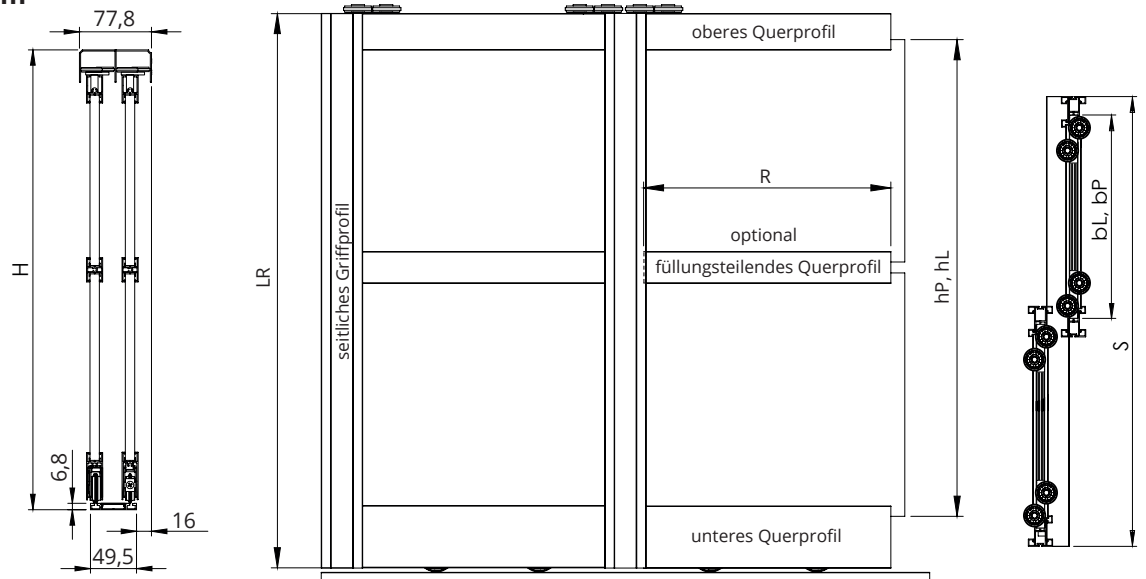 m
77,8
H
6,8
16
49,5
LR
seitliches Griffprofil
oberes Querprofil
R
optional
füllungsteilendes Querprofil
hP, hL
unteres Querprofil
bL, bP
S